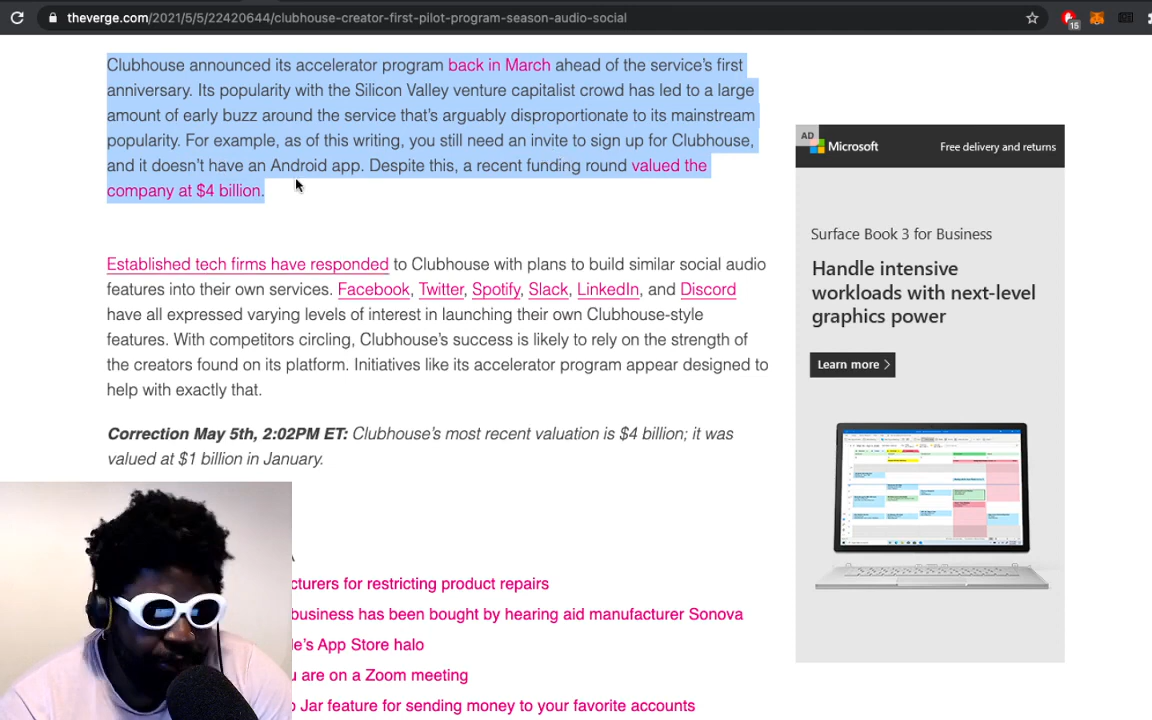 theverge.com/2021/5/5/22420644/clubhouse-creator-first-pilot-program-season-audio-social
15
Clubhouse announced its accelerator program back in March ahead of the service's first
anniversary. Its popularity with the Silicon Valley venture capitalist crowd has led to a large
amount of early buzz around the service that's arguably disproportionate to its mainstream
popularity. For example, as of this writing, you still need an invite to sign up for Clubhouse,
and it doesn't have an Android app. Despite this, a recent funding round valued the
company at $4 billion.
Established tech firms have responded to Clubhouse with plans to build similar social audio
features into their own services. Facebook, Twitter, Spotify, Slack, LinkedIn, and Discord
have all expressed varying levels of interest in launching their own Clubhouse-style
features. With competitors circling, Clubhouse's success is likely to rely on the strength of
the creators found on its platform. Initiatives like its accelerator program appear designed to
help with exactly that.
Correction May 5th, 2:02PM ET: Clubhouse's most recent valuation is $4 billion; it was
valued at $1 billion in January.
cturers for restricting product repairs
business has been bought by hearing aid manufacturer Sonova
le's App Store halo
u are on a Zoom meeting
o Jar feature for sending money to your favorite accounts
AD
Microsoft
Free delivery and returns
Surface Book 3 for Business
Handle intensive
workloads with next-level
graphics power
Learn more